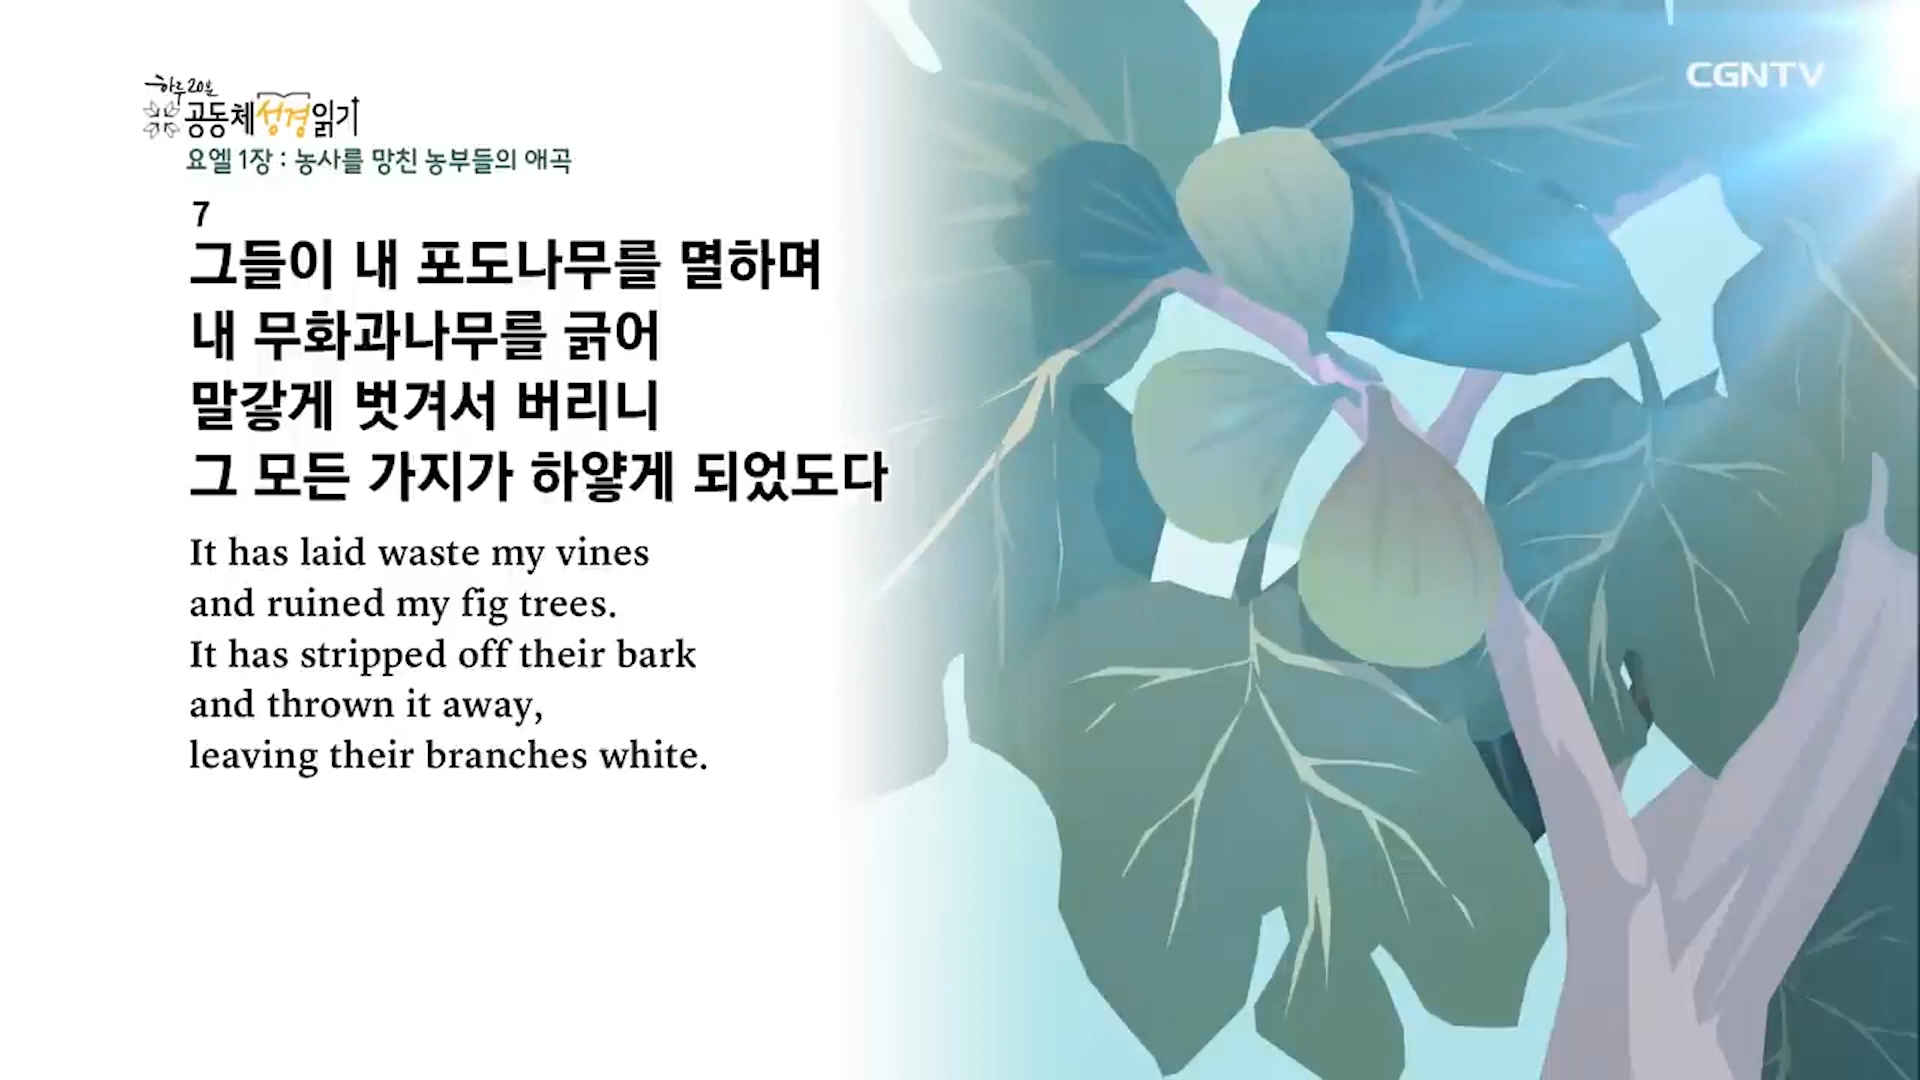 하루 20분
공동체성경읽기
CGNTV
요엘 1장 : 농사를 망친 농부들의 애곡
7
그들이 내 포도나무를 멸하며
내 무화과나무를 긁어
말갛게 벗겨서 버리니
그 모든 가지가 하얗게 되었도다
It has laid waste my vines
and ruined my fig trees.
It has stripped off their bark
and thrown it away,
leaving their branches white.